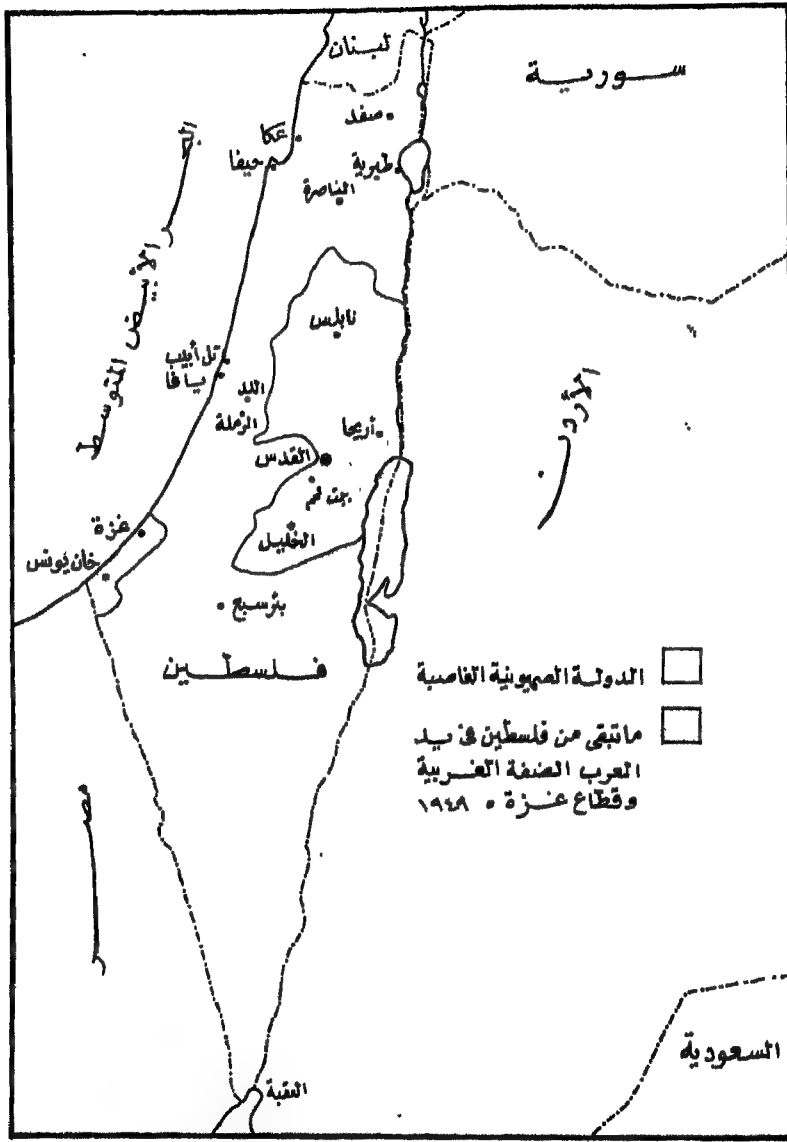 لبنان
سورية
صفد
عكا
حيفا
طبرية
الناصرة
البحر الأبيض المتوسط
نابلس
تل أبيب
يافا
اللد
الرملة
أريحا
الأردن
القدس
بيت لحم
الخليل
غزة
خان يونس
بئر سبع
فلسطين
الدولة الصهيونية الغاصبة
ماتبقى من فلسطين في يد
العرب الضفة الغربية
وقطاع غزة ١٩٤٨
مصر
السعودية
العقبة